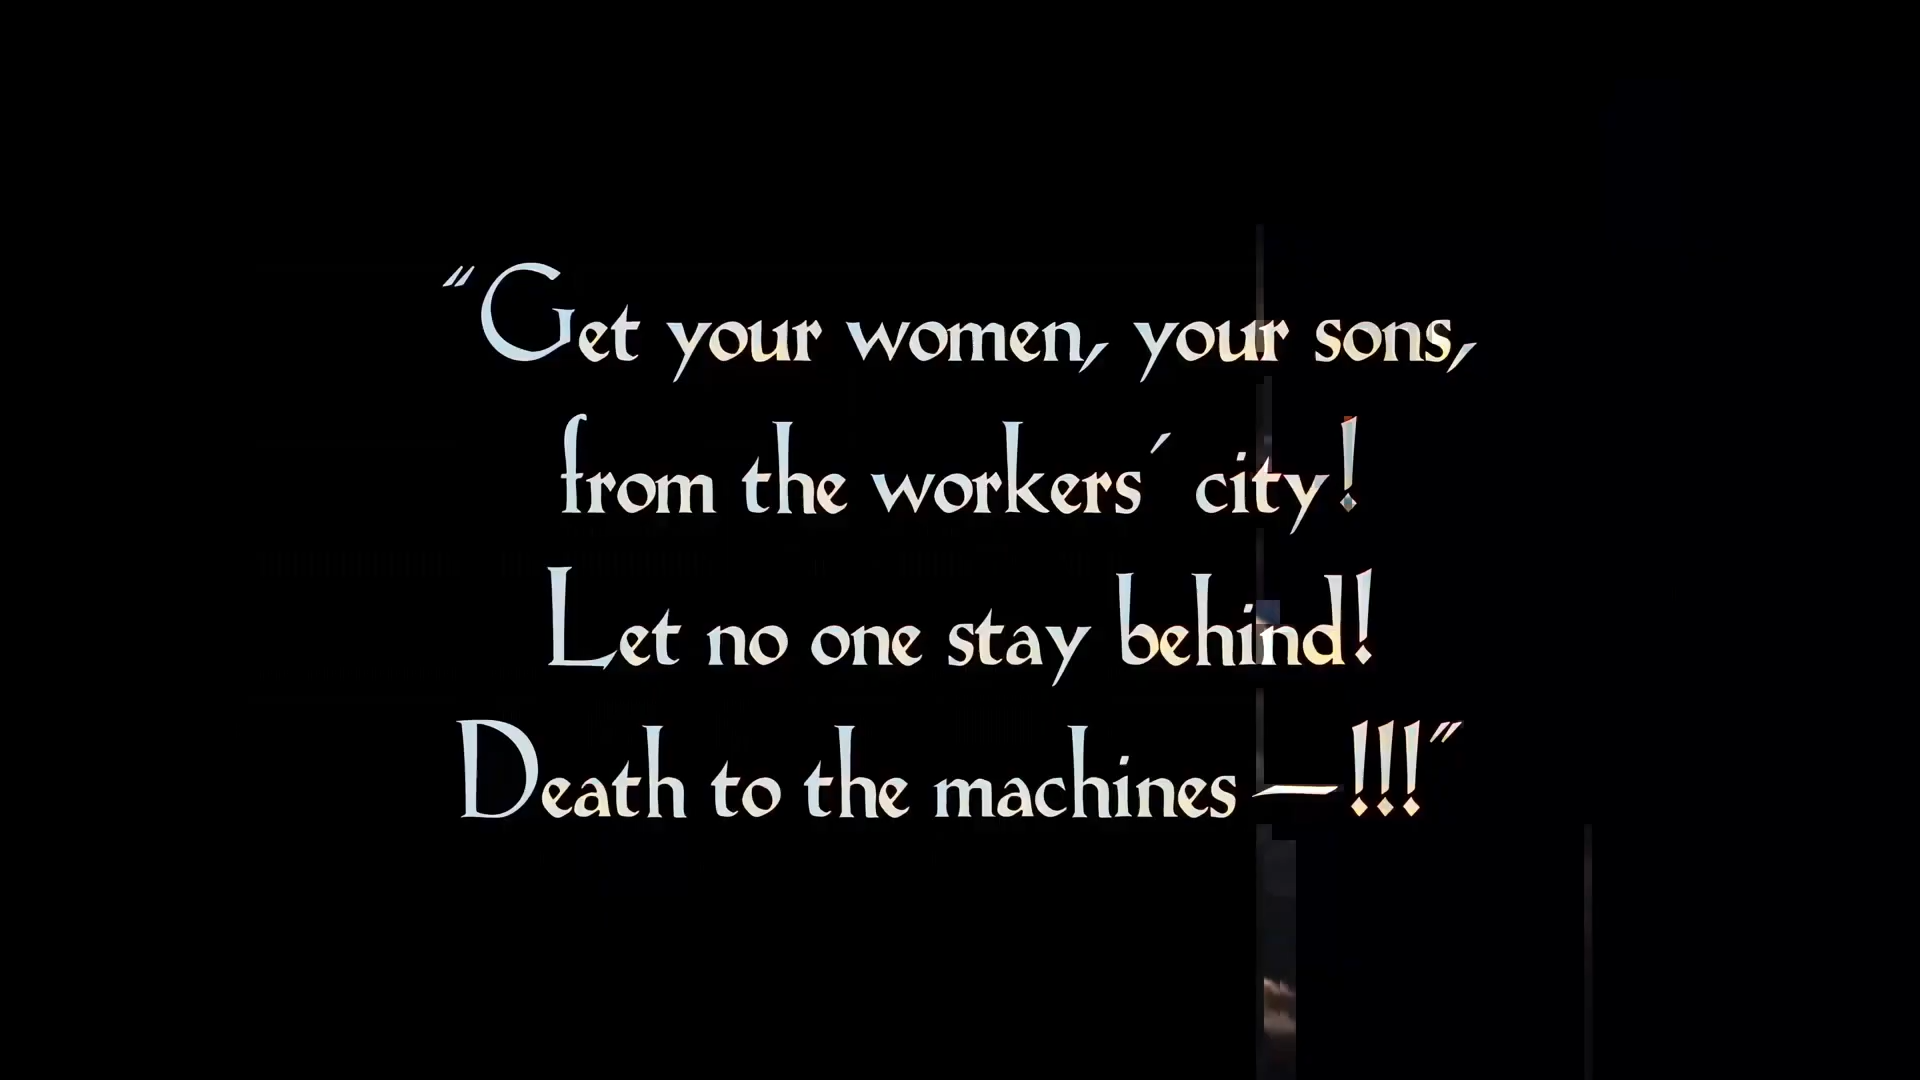 “Get your women, your sons,
from the workers´ city!
Let no one stay behind!
Death to the machines —!!!”